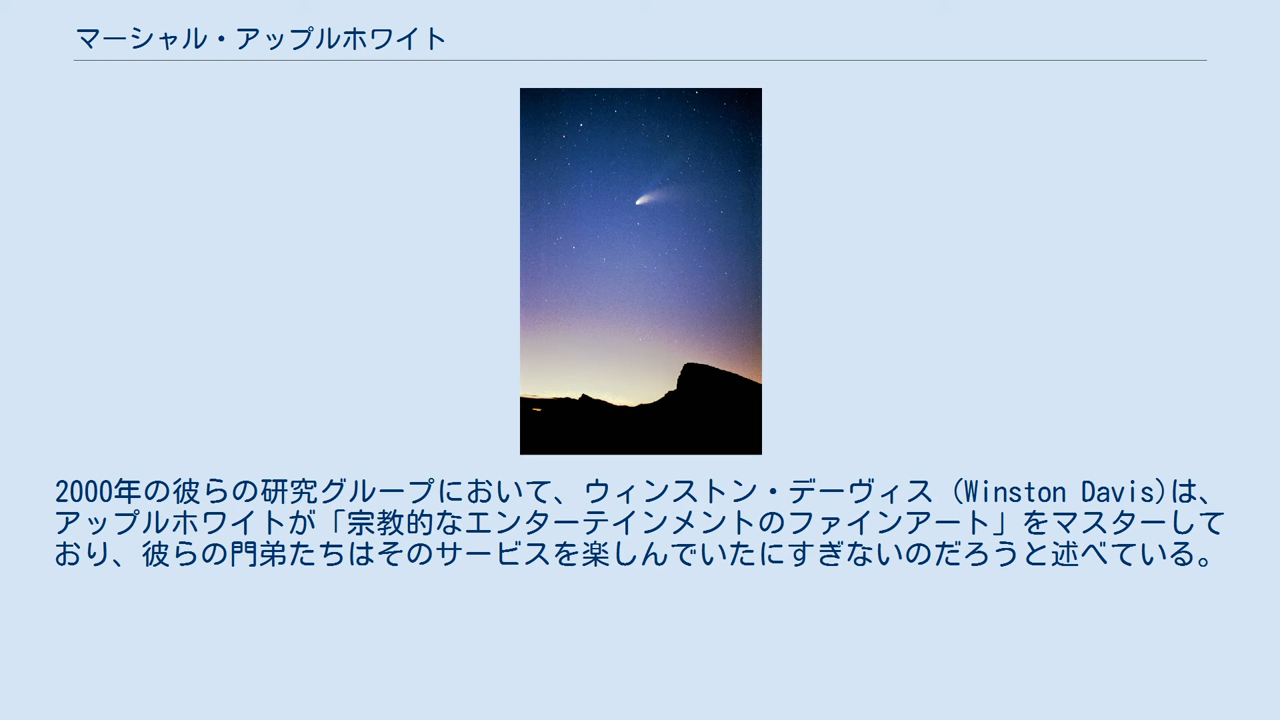 マーシャル・アップルホワイト
2000年の彼らの研究グループにおいて、ウィンストン・デーヴィス (Winston Davis)は、
アップルホワイトが「宗教的なエンターテインメントのファインアート」をマスターして
おり、彼らの門弟たちはそのサービスを楽しんでいたにすぎないのだろうと述べている。